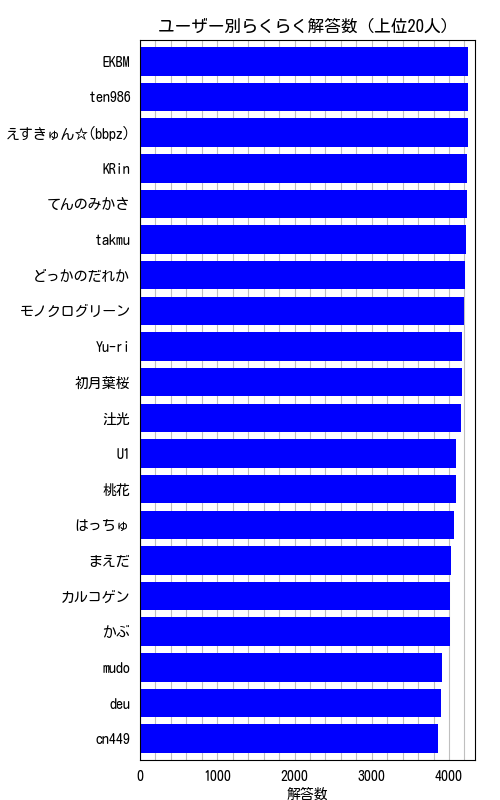 ユーザー別らくらく解答数（上位20人）
EKBM
ten986
えすきゅん☆(bbpz)
KRin
てんのみかさ
takmu
どっかのだれか
モノクログリーン
Yu-ri
初月葉桜
汢光
U1
桃花
はっちゅ
まえだ
カルコゲン
かぶ
mudo
deu
cn449
0 1000 2000 3000 4000
解答数